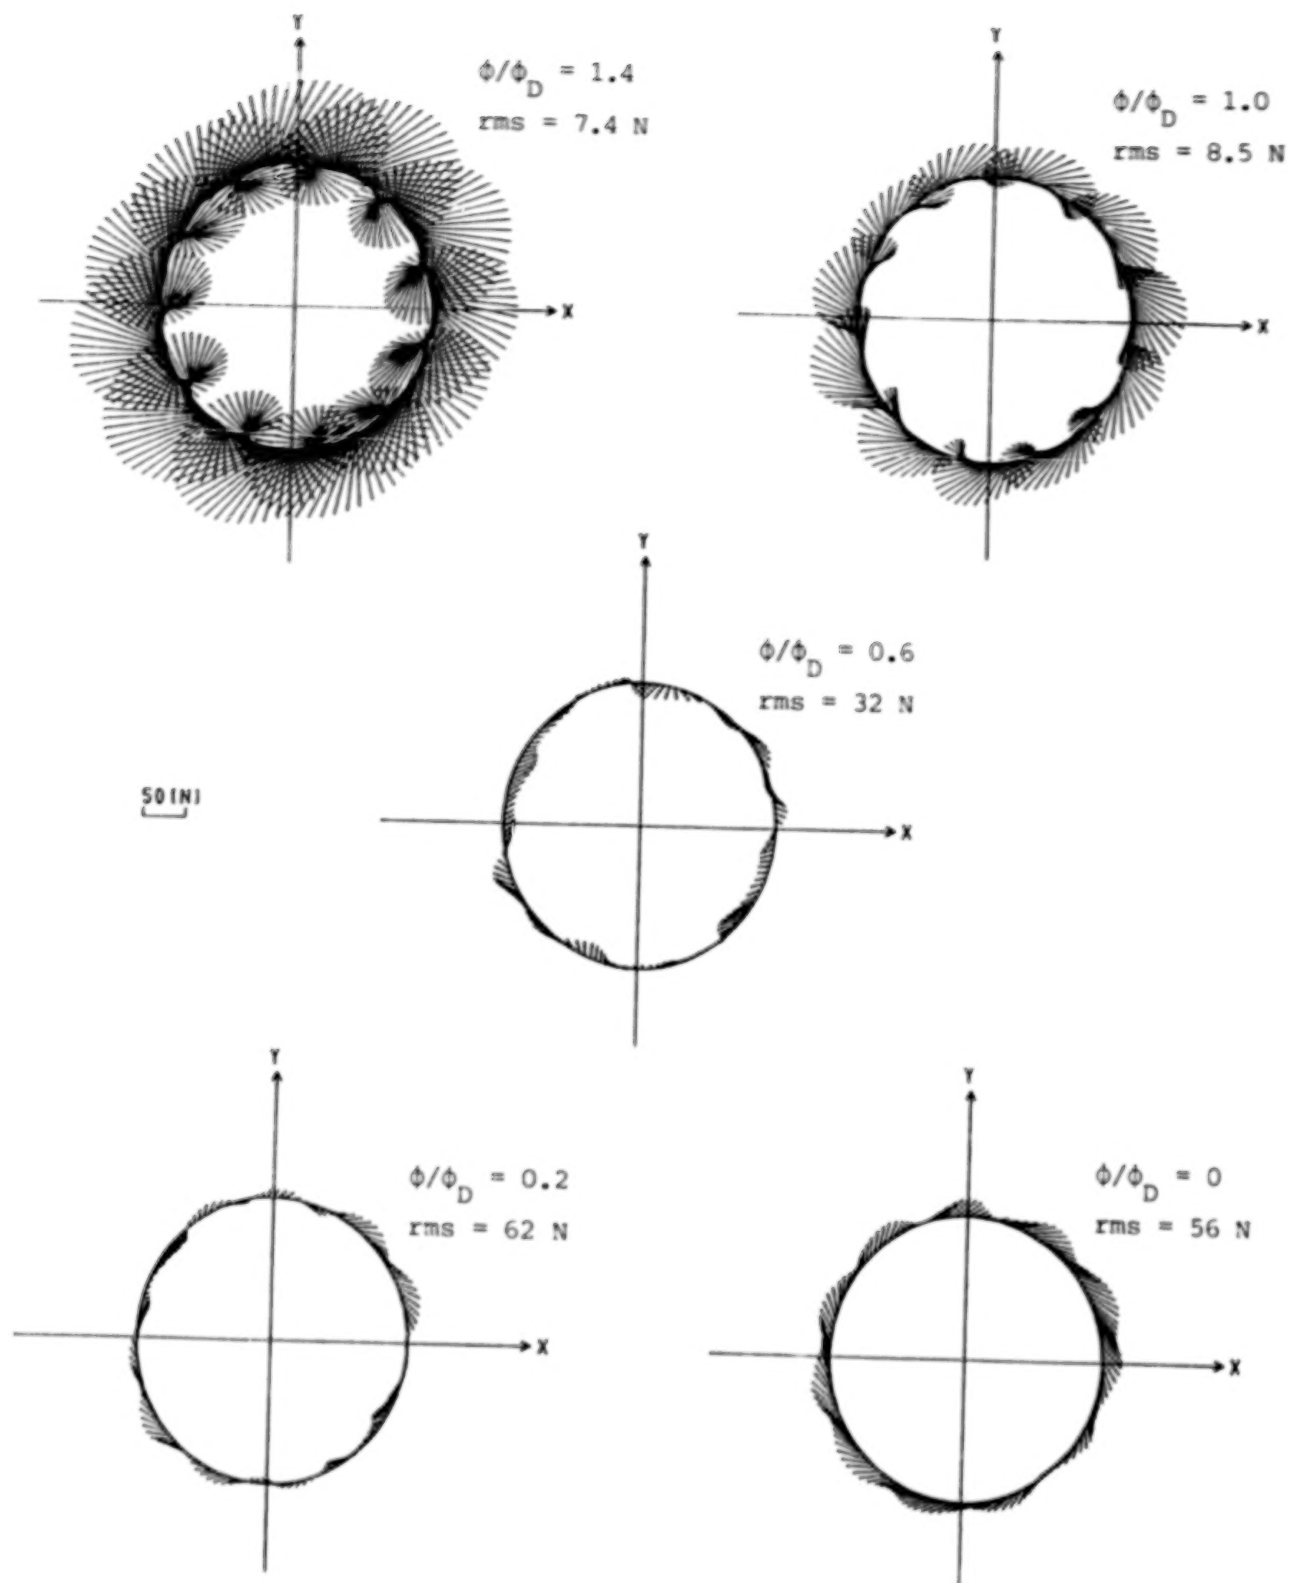 Y
Φ/Φ_D = 1.4
rms = 7.4 N
X
Y
Φ/Φ_D = 1.0
rms = 8.5 N
X
Y
Φ/Φ_D = 0.6
rms = 32 N
50 [N]
X
Y
Φ/Φ_D = 0.2
rms = 62 N
X
Y
Φ/Φ_D = 0
rms = 56 N
X